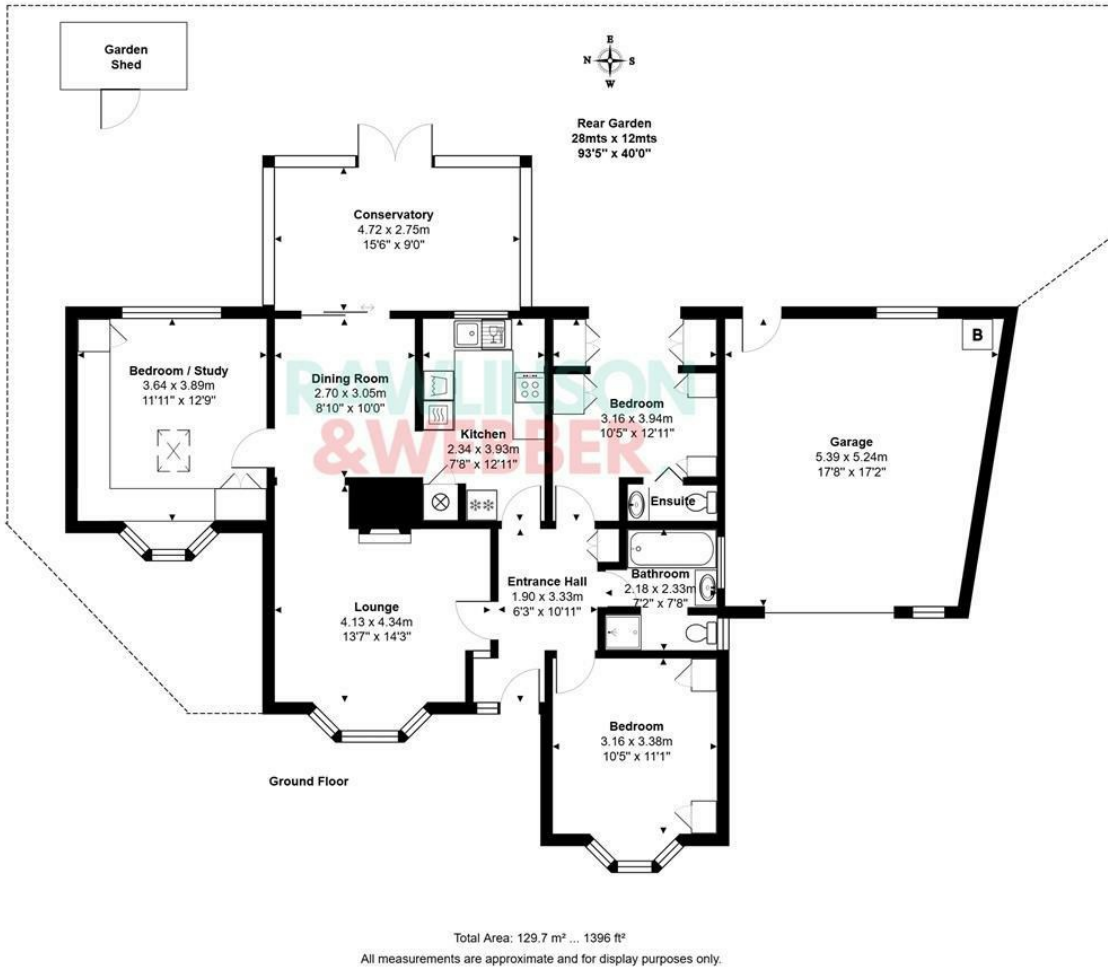 Garden
Shed
E
N
S
W
Rear Garden
28mts x 12mts
93'5" x 40'0"
Conservatory
4.72 x 2.75m
15'6" x 9'0"
Bedroom / Study
3.64 x 3.89m
11'11" x 12'9"
Dining Room
2.70 x 3.05m
8'10" x 10'0"
Kitchen
2.34 x 3.93m
7'8" x 12'11"
Bedroom
3.16 x 3.94m
10'5" x 12'11"
B
Garage
5.39 x 5.24m
17'8" x 17'2"
RAWLINSON
&WEBBER
Ensuite
Lounge
4.13 x 4.34m
13'7" x 14'3"
Entrance Hall
1.90 x 3.33m
6'3" x 10'11"
Bathroom
2.18 x 2.33m
7'2" x 7'8"
Bedroom
3.16 x 3.38m
10'5" x 11'1"
Ground Floor
Total Area: 129.7 m² ... 1396 ft²
All measurements are approximate and for display purposes only.